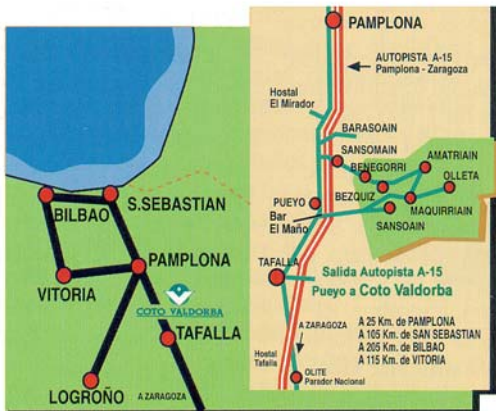 BILBAO
S.SEBASTIAN
VITORIA
PAMPLONA
COTO VALDORBA
TAFALLA
LOGROÑO
A ZARAGOZA
PAMPLONA
AUTOPISTA A-15
Pamplona - Zaragoza
Hostal
El Mirador
BARASOAIN
SANSOMAIN
BENEGORRI
AMATRIAIN
OLLETA
BEZQUIZ
MAQUIRRIAIN
SANSOAIN
PUEYO
Bar
El Maño
TAFALLA
Salida Autopista A-15
Pueyo a Coto Valdorba
A ZARAGOZA
A 25 Km. de PAMPLONA
A 105 Km. de SAN SEBASTIAN
A 205 Km. de BILBAO
A 115 Km. de VITORIA
Hostal
Tafalla
OLITE
Parador Nacional